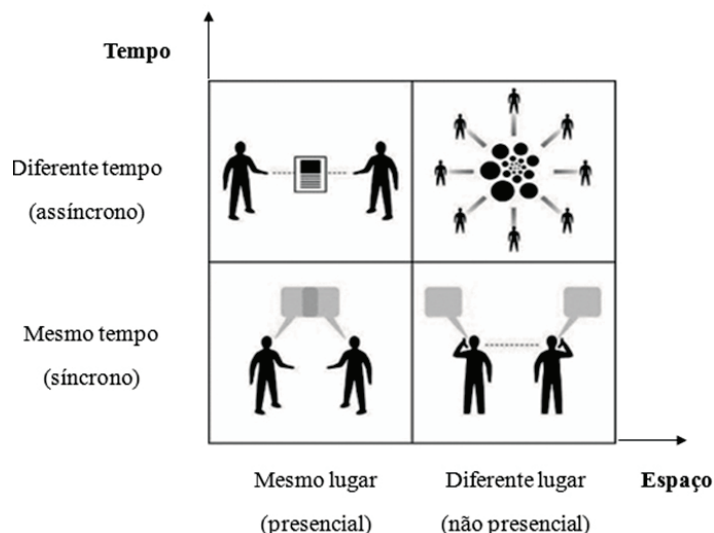 Tempo
Diferente tempo
(assíncrono)
Mesmo tempo
(síncrono)
Mesmo lugar
(presencial)
Diferente lugar
(não presencial)
Espaço